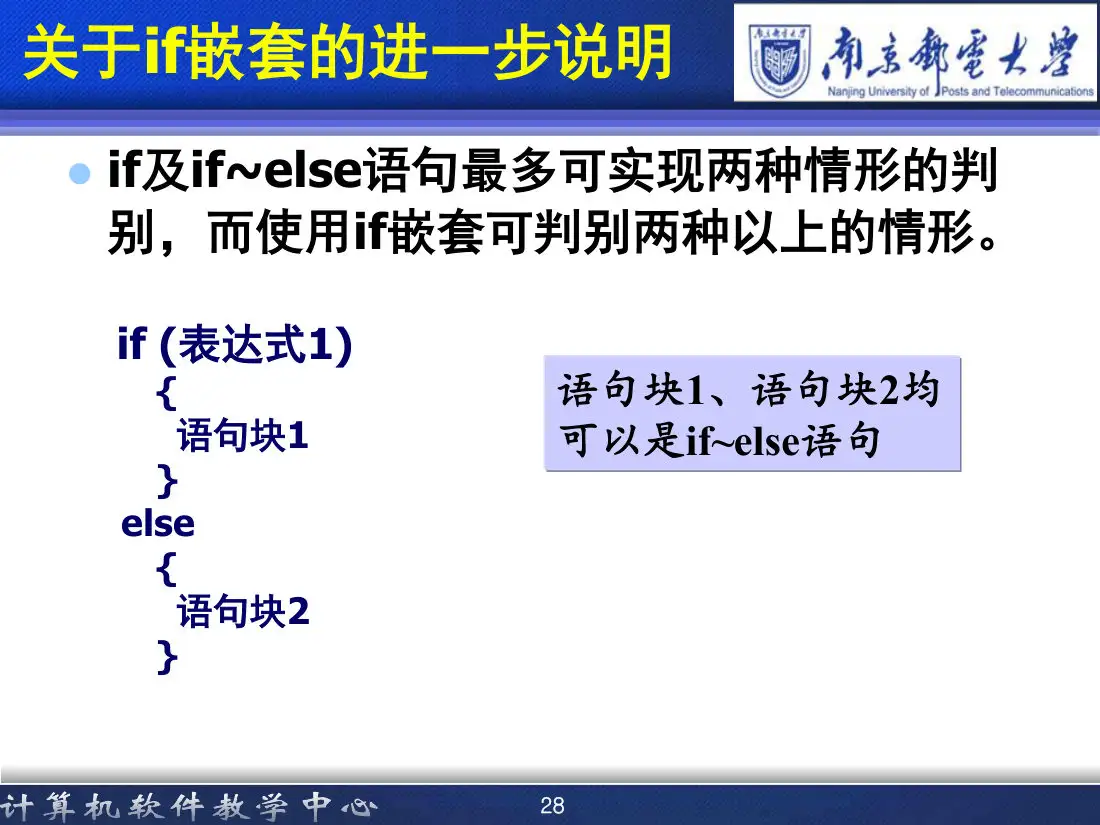 关于if嵌套的进一步说明
南京邮电大学
Nanjing University of Posts and Telecommunications
if及if~else语句最多可实现两种情形的判
别，而使用if嵌套可判别两种以上的情形。
if (表达式1)
{
语句块1
}
else
{
语句块2
}
语句块1、语句块2均
可以是if~else语句
计算机软件教学中心
28